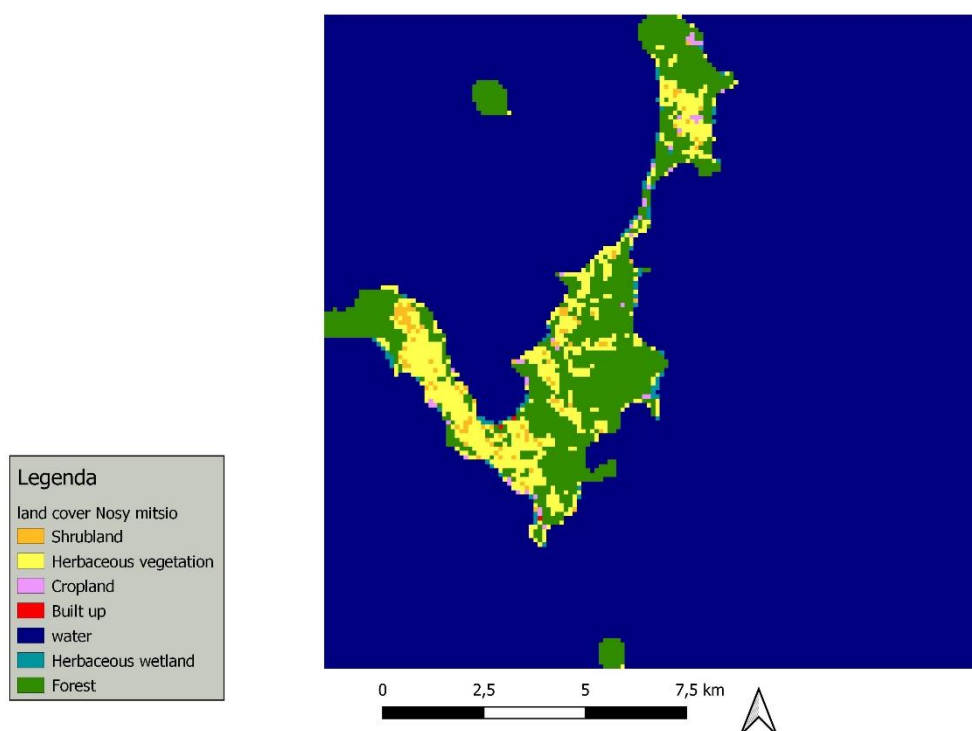 Legenda
land cover Nosy mitsio
Shrubland
Herbaceous vegetation
Cropland
Built up
water
Herbaceous wetland
Forest
0 2,5 5 7,5 km